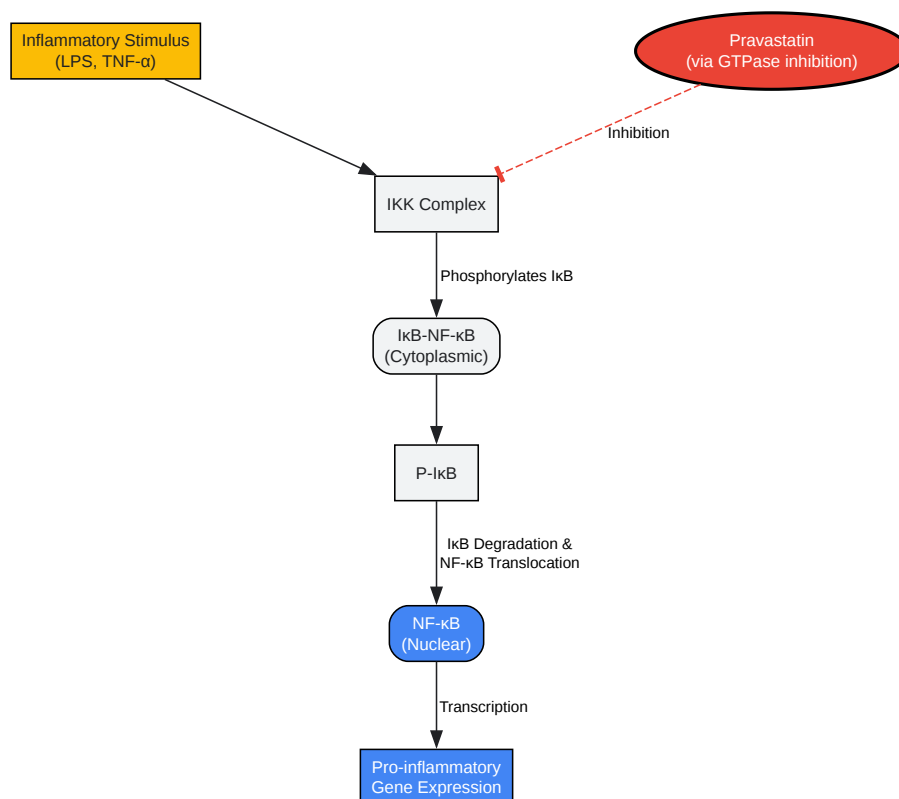 Inflammatory Stimulus
(LPS, TNF-α)
Pravastatin
(via GTPase inhibition)
Inhibition
IKK Complex
Phosphorylates IκB
IκB-NF-κB
(Cytoplasmic)
P-IκB
IκB Degradation &
NF-κB Translocation
NF-κB
(Nuclear)
Transcription
Pro-inflammatory
Gene Expression